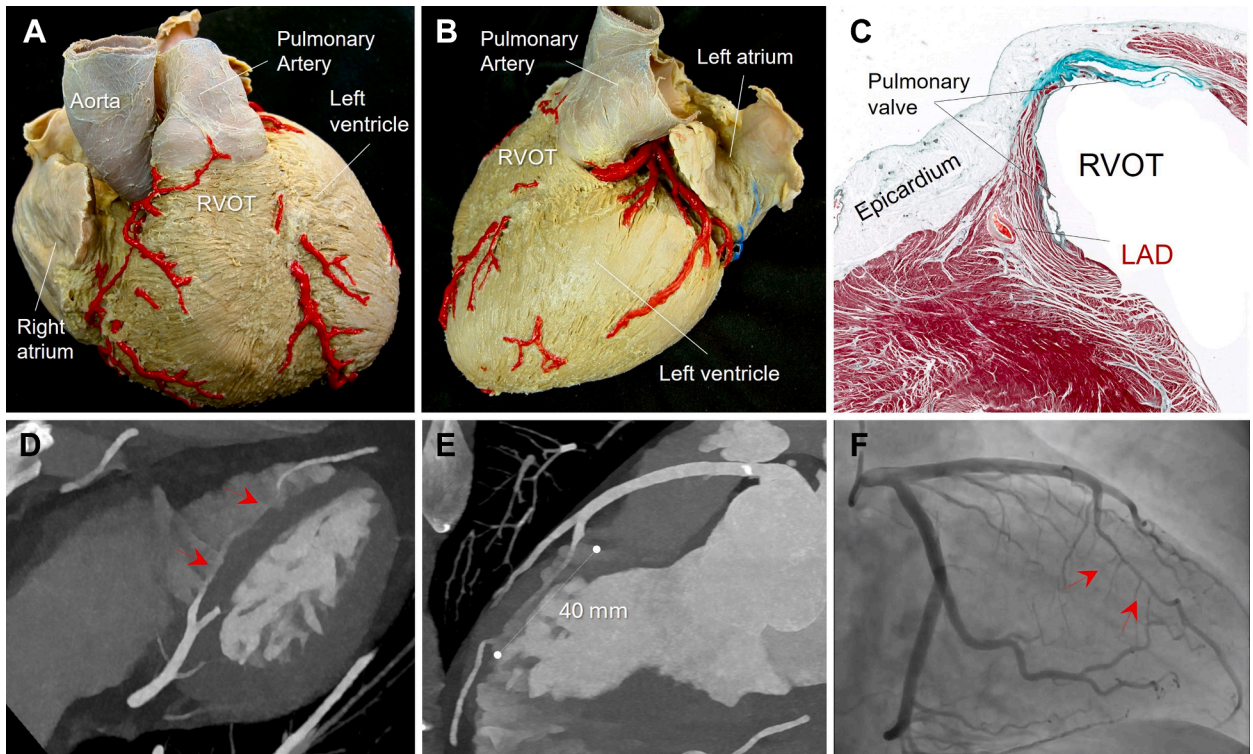 A
Pulmonary
Artery
Aorta
Left
ventricle
RVOT
Right
atrium
B
Pulmonary
Artery
Left atrium
RVOT
Left ventricle
C
Pulmonary
valve
RVOT
Epicardium
LAD
D
E
40 mm
F